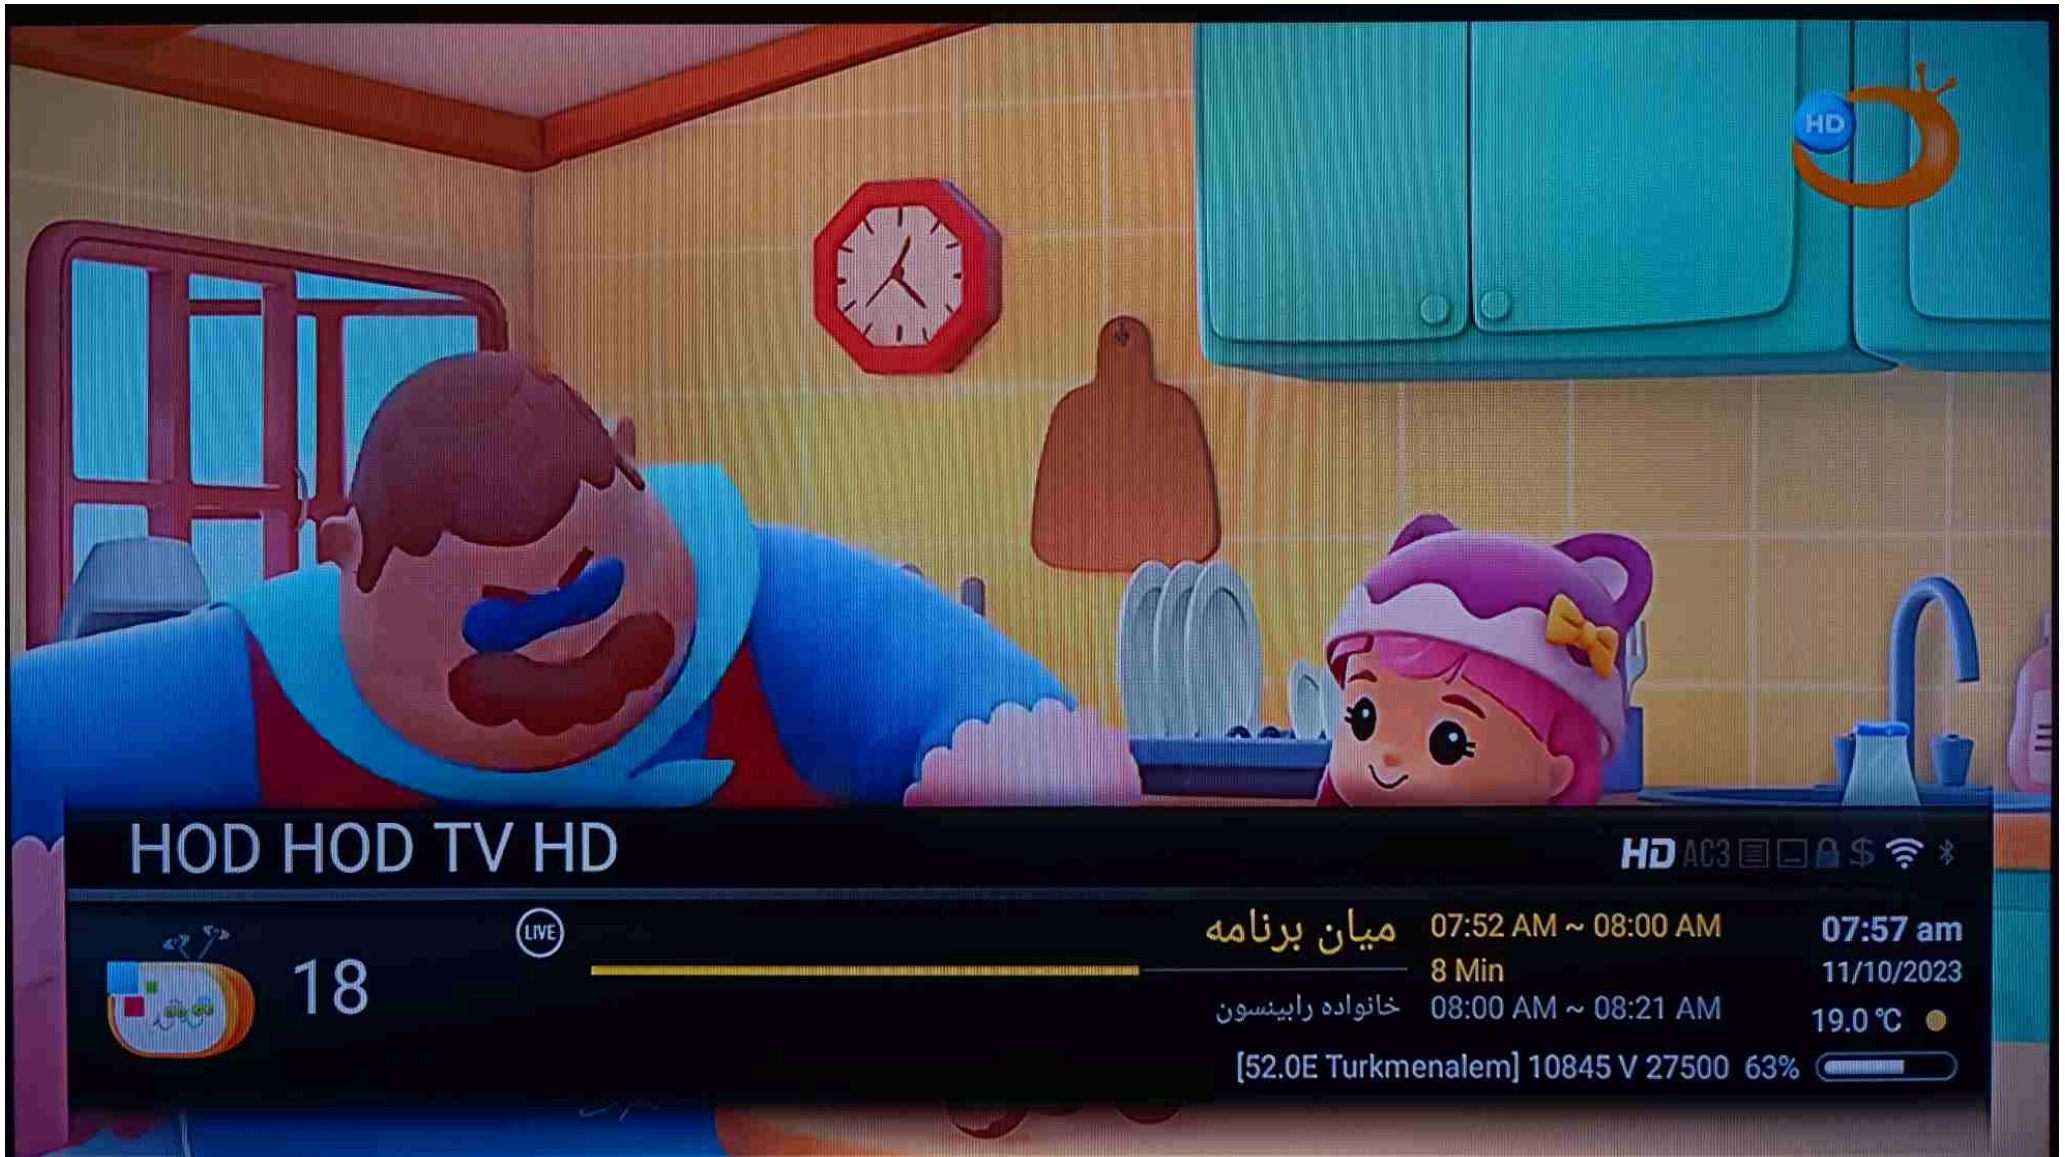 HD
HOD HOD TV HD
HD AC3 $
18
LIVE
میان برنامه 07:52 AM ~ 08:00 AM
8 Min
خانواده رابینسون 08:00 AM ~ 08:21 AM
07:57 am
11/10/2023
19.0 °C
[52.0E Turkmenalem] 10845 V 27500 63%